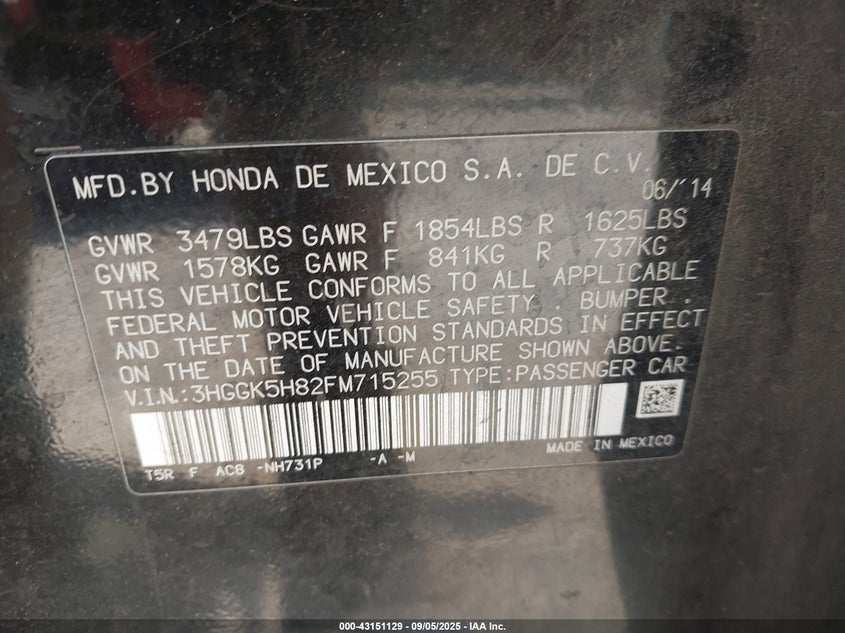 MFD.BY HONDA DE MEXICO S.A. DE C.V.
06/'14
GVWR 3479LBS GAWR F 1854LBS R 1625LBS
GVWR 1578KG GAWR F 841KG R 737KG
THIS VEHICLE CONFORMS TO ALL APPLICABLE
FEDERAL MOTOR VEHICLE SAFETY . BUMPER .
AND THEFT PREVENTION STANDARDS IN EFFECT
ON THE DATE OF MANUFACTURE SHOWN ABOVE.
V.I.N.:3HGGK5H82FM715255 TYPE:PASSENGER CAR
T5R F AC8 -NH731P -A -M MADE IN MEXICO
000-43151129 - 09/05/2025 - IAA Inc.